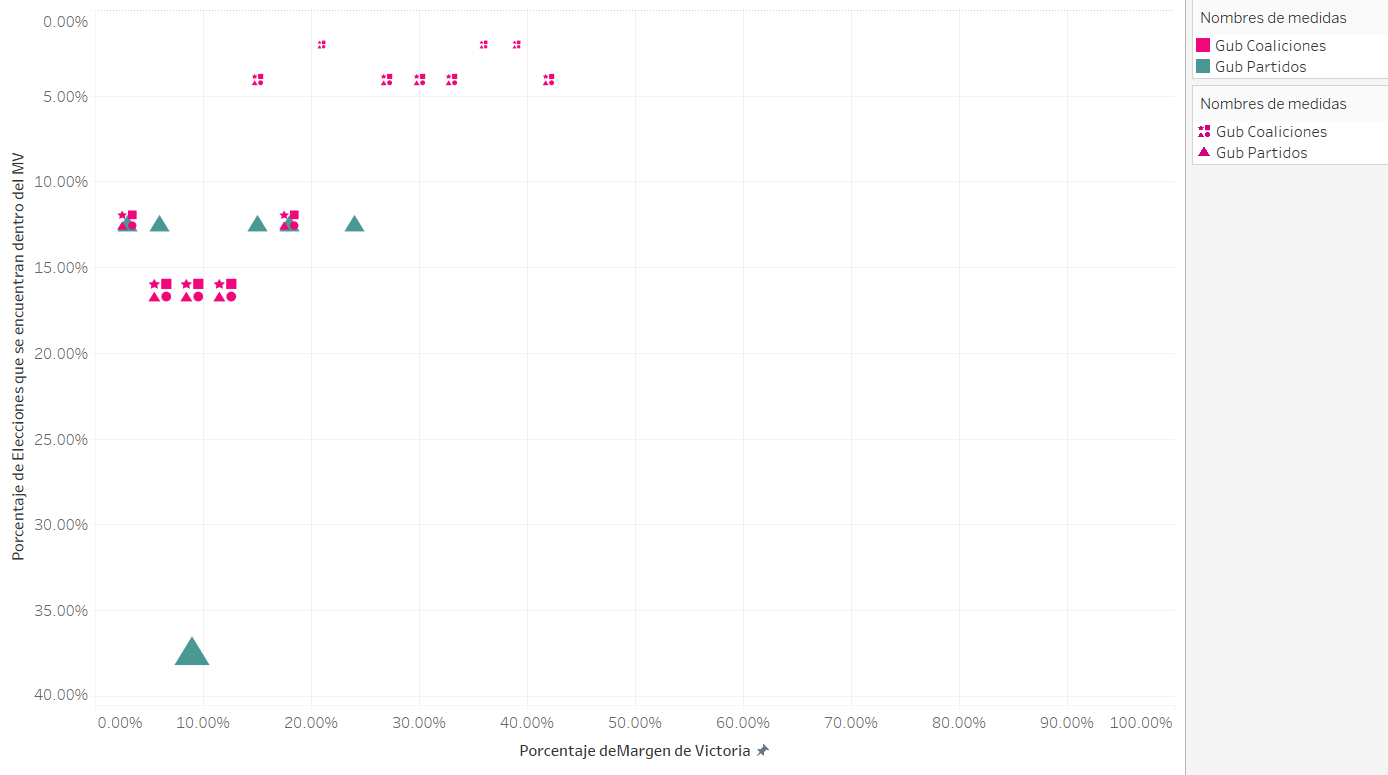 0.00%
5.00%
10.00%
15.00%
20.00%
25.00%
30.00%
35.00%
40.00%
Porcentaje de Elecciones que se encuentran dentro del MV
0.00% 10.00% 20.00% 30.00% 40.00% 50.00% 60.00% 70.00% 80.00% 90.00% 100.00%
Porcentaje deMargen de Victoria
Nombres de medidas
Gub Coaliciones
Gub Partidos
Nombres de medidas
Gub Coaliciones
Gub Partidos